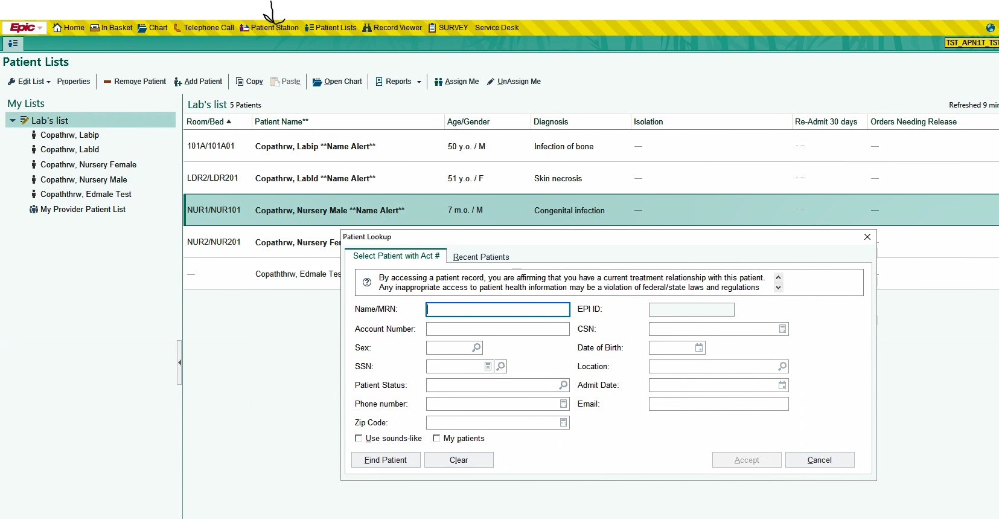 Epic Home In Basket Chart Telephone Call Patient Station Patient Lists Record Viewer SURVEY Service Desk
TST_APN1T_TST
Patient Lists
Edit List Properties Remove Patient Add Patient Copy Paste Open Chart Reports Assign Me UnAssign Me
My Lists
Lab's list
Copathrw, Labip
Copathrw, Labld
Copathrw, Nursery Female
Copathrw, Nursery Male
Copaththrw, Edmale Test
My Provider Patient List
Lab's list 5 Patients
Refreshed 9 min
Room/Bed Patient Name** Age/Gender Diagnosis Isolation Re-Admit 30 days Orders Needing Release
101A/101A01 Copathrw, Labip **Name Alert** 50 y.o. / M Infection of bone —
LDR2/LDR201 Copathrw, Labld **Name Alert** 51 y.o. / F Skin necrosis —
NUR1/NUR101 Copathrw, Nursery Male **Name Alert** 7 m.o. / M Congenital infection —
NUR2/NUR201 Copathrw, Nursery Fe
— Copaththrw, Edmale Tes
Patient Lookup
Select Patient with Act # Recent Patients
By accessing a patient record, you are affirming that you have a current treatment relationship with this patient.
Any inappropriate access to patient health information may be a violation of federal/state laws and regulations
Name/MRN: EPI ID:
Account Number: CSN:
Sex: Date of Birth:
SSN: Location:
Patient Status: Admit Date:
Phone number: Email:
Zip Code:
Use sounds-like My patients
Find Patient Clear Accept Cancel